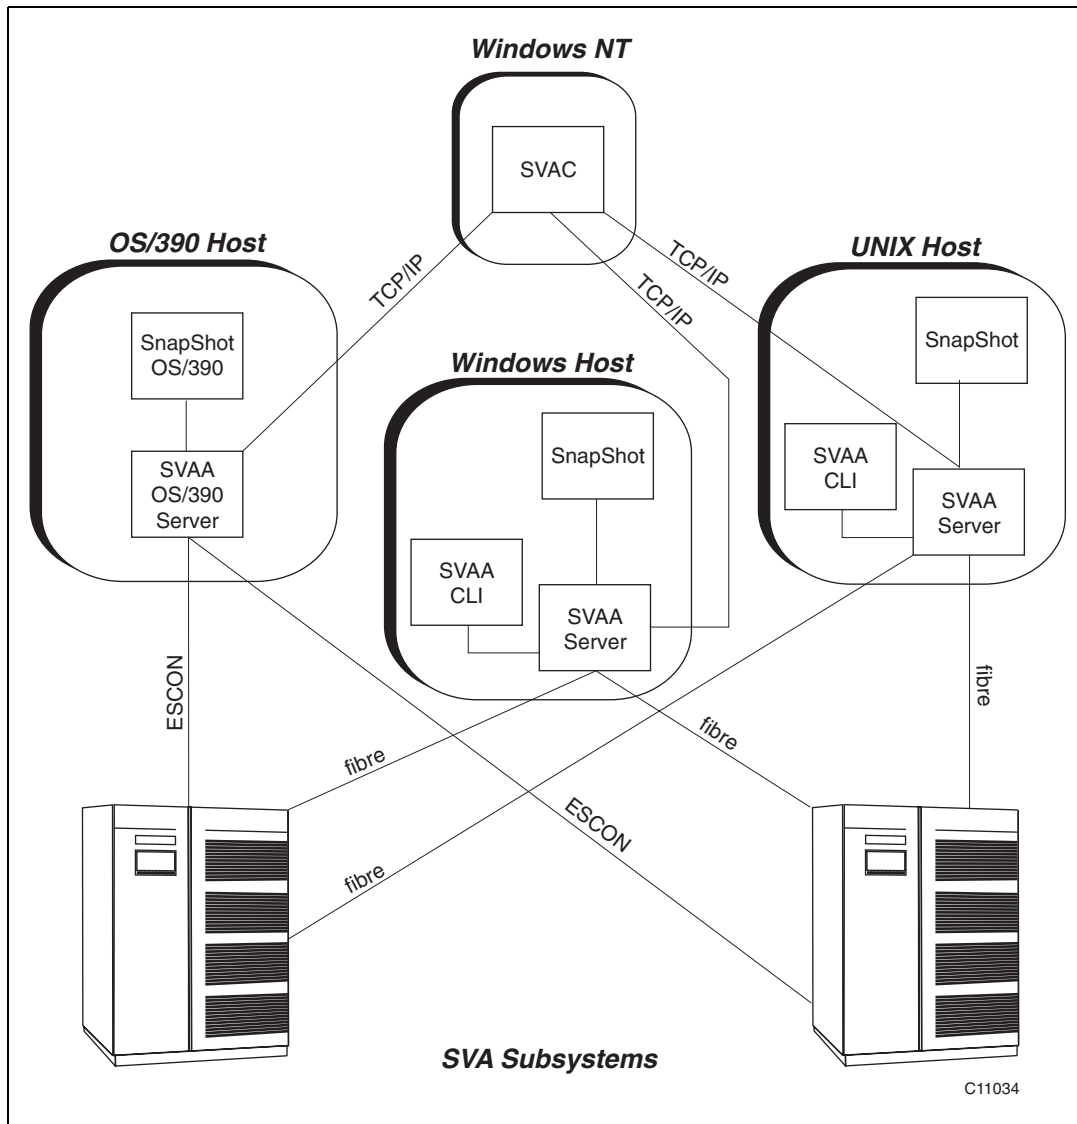 Windows NT
SVAC
OS/390 Host
UNIX Host
TCP/IP
TCP/IP
TCP/IP
SnapShot
OS/390
SnapShot
Windows Host
SVAA
OS/390
Server
SnapShot
SVAA
CLI
SVAA
Server
SVAA
CLI
SVAA
Server
ESCON
fibre
fibre
fibre
ESCON
fibre
SVA Subsystems
C11034